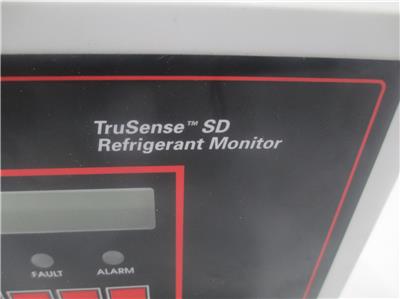 TruSense™ SD
Refrigerant Monitor
FAULT ALARM